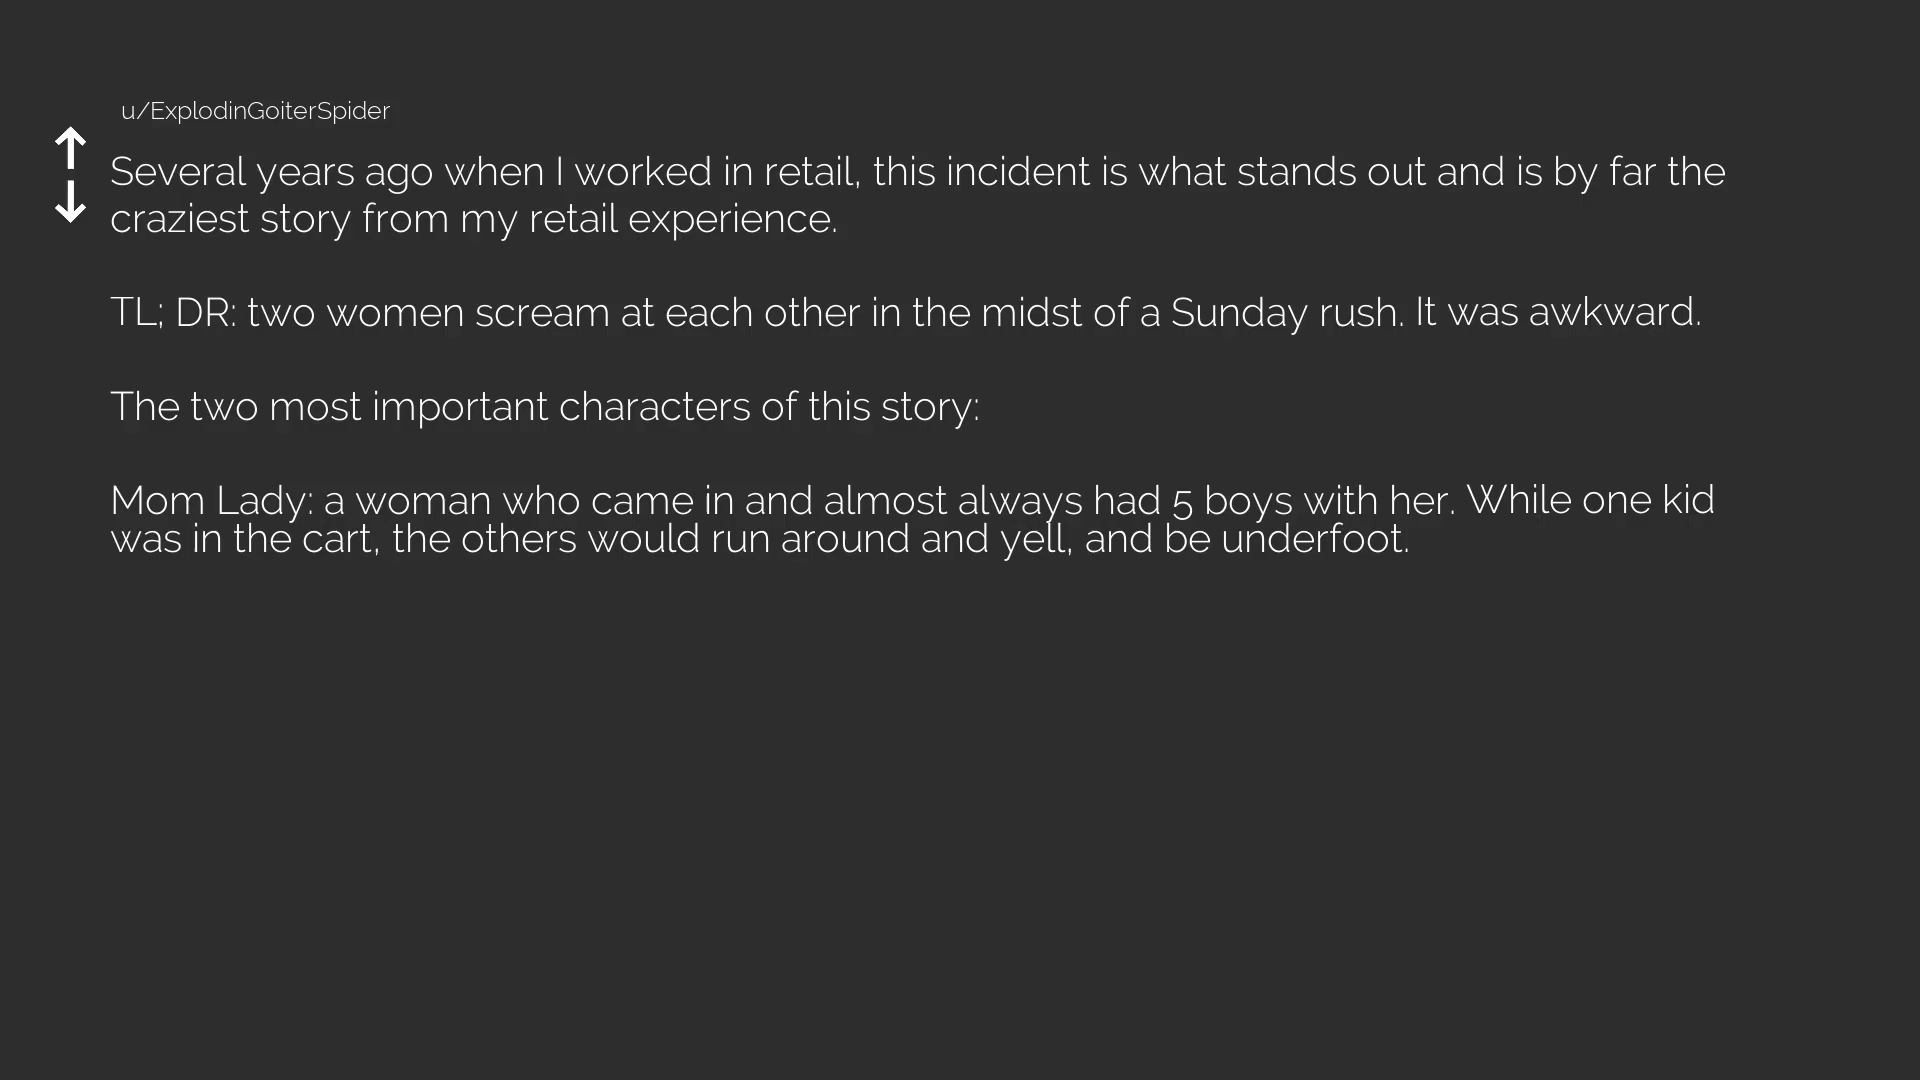 u/ExplodinGoiterSpider
Several years ago when I worked in retail, this incident is what stands out and is by far the
craziest story from my retail experience.
TL; DR: two women scream at each other in the midst of a Sunday rush. It was awkward.
The two most important characters of this story:
Mom Lady: a woman who came in and almost always had 5 boys with her. While one kid
was in the cart, the others would run around and yell, and be underfoot.